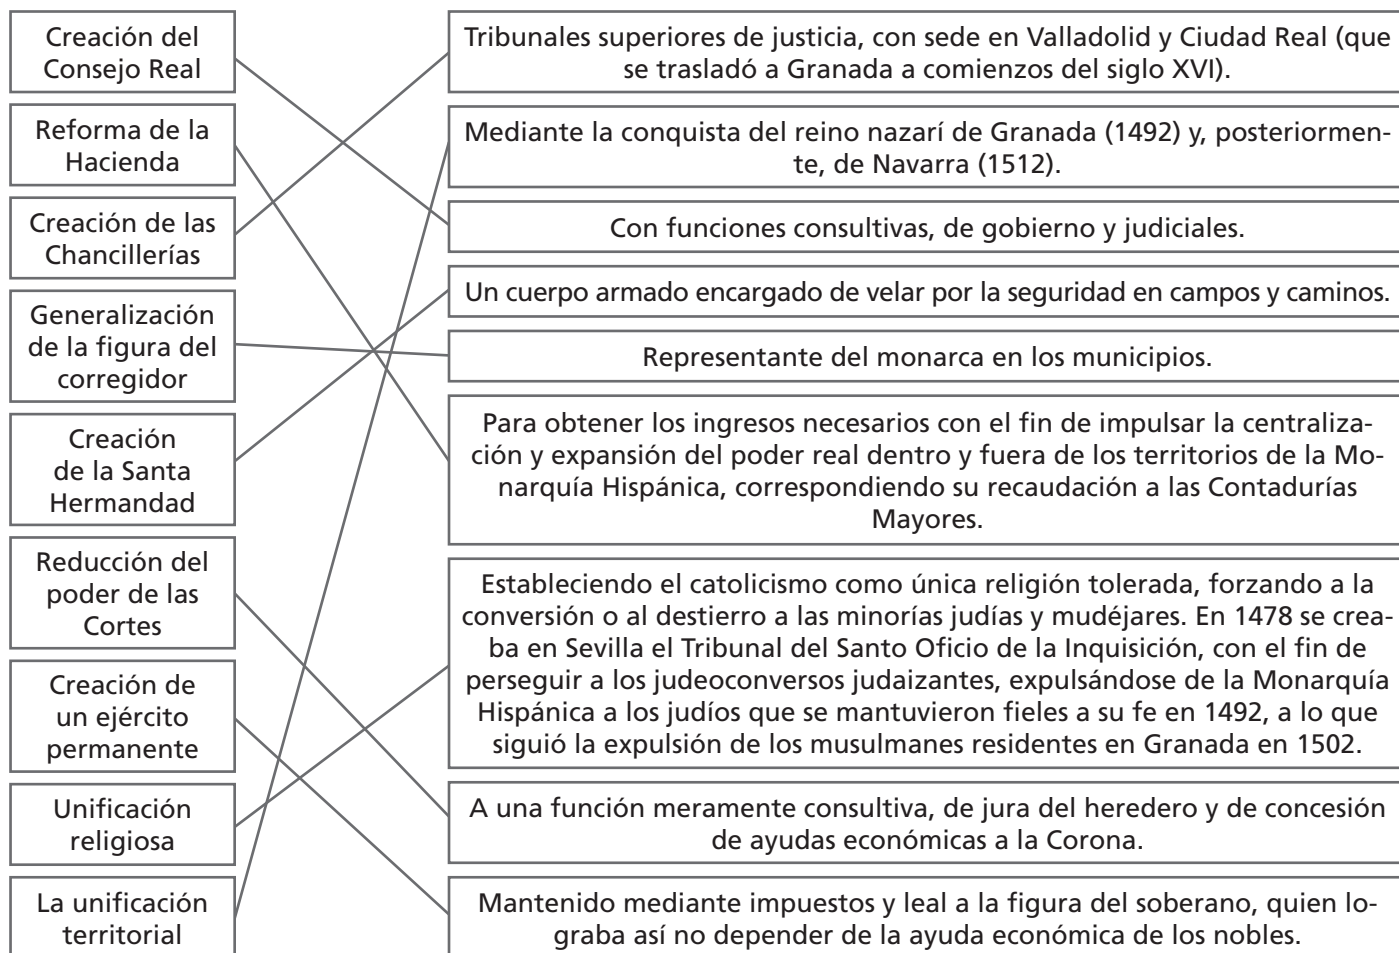 Creación del
Consejo Real
Reforma de la
Hacienda
Creación de las
Chancillerías
Generalización
de la figura del
corregidor
Creación
de la Santa
Hermandad
Reducción del
poder de las
Cortes
Creación de
un ejército
permanente
Unificación
religiosa
La unificación
territorial
Tribunales superiores de justicia, con sede en Valladolid y Ciudad Real (que
se trasladó a Granada a comienzos del siglo XVI).
Mediante la conquista del reino nazarí de Granada (1492) y, posteriormen-
te, de Navarra (1512).
Con funciones consultivas, de gobierno y judiciales.
Un cuerpo armado encargado de velar por la seguridad en campos y caminos.
Representante del monarca en los municipios.
Para obtener los ingresos necesarios con el fin de impulsar la centraliza-
ción y expansión del poder real dentro y fuera de los territorios de la Mo-
narquía Hispánica, correspondiendo su recaudación a las Contadurías
Mayores.
Estableciendo el catolicismo como única religión tolerada, forzando a la
conversión o al destierro a las minorías judías y mudéjares. En 1478 se crea-
ba en Sevilla el Tribunal del Santo Oficio de la Inquisición, con el fin de
perseguir a los judeoconversos judaizantes, expulsándose de la Monarquía
Hispánica a los judíos que se mantuvieron fieles a su fe en 1492, a lo que
siguió la expulsión de los musulmanes residentes en Granada en 1502.
A una función meramente consultiva, de jura del heredero y de concesión
de ayudas económicas a la Corona.
Mantenido mediante impuestos y leal a la figura del soberano, quien lo-
graba así no depender de la ayuda económica de los nobles.